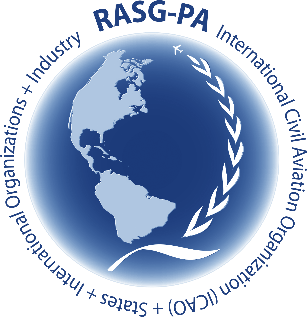 RASG-PA
International Civil Aviation Organization (ICAO) + States + International Organizations + Industry